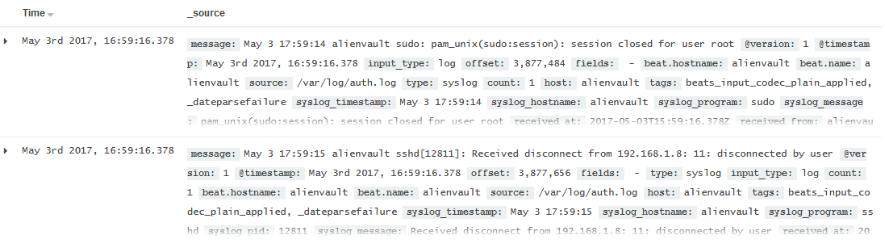 Time _source
May 3rd 2017, 16:59:16.378 message: May 3 17:59:14 alienvault sudo: pam_unix(sudo:session): session closed for user root @version: 1 @timestam
p: May 3rd 2017, 16:59:16.378 input_type: log offset: 3,877,484 fields: - beat.hostname: alienvault beat.name: a
lienvault source: /var/log/auth.log type: syslog count: 1 host: alienvault tags: beats_input_codec_plain_applied,
_dateparsefailure syslog_timestamp: May 3 17:59:14 syslog_hostname: alienvault syslog_program: sudo syslog_message
: pam_unix(sudo:session): session closed for user root received_at: 2017-05-03T15:59:16.378Z received_from: alienvau
May 3rd 2017, 16:59:16.378 message: May 3 17:59:15 alienvault sshd[12811]: Received disconnect from 192.168.1.8: 11: disconnected by user @ver
sion: 1 @timestamp: May 3rd 2017, 16:59:16.378 offset: 3,877,656 fields: - type: syslog input_type: log count:
1 beat.hostname: alienvault beat.name: alienvault source: /var/log/auth.log host: alienvault tags: beats_input_co
dec_plain_applied, _dateparsefailure syslog_timestamp: May 3 17:59:15 syslog_hostname: alienvault syslog_program: ss
hd syslog_pid: 12811 syslog_message: Received disconnect from 192.168.1.8: 11: disconnected by user received_at: 20